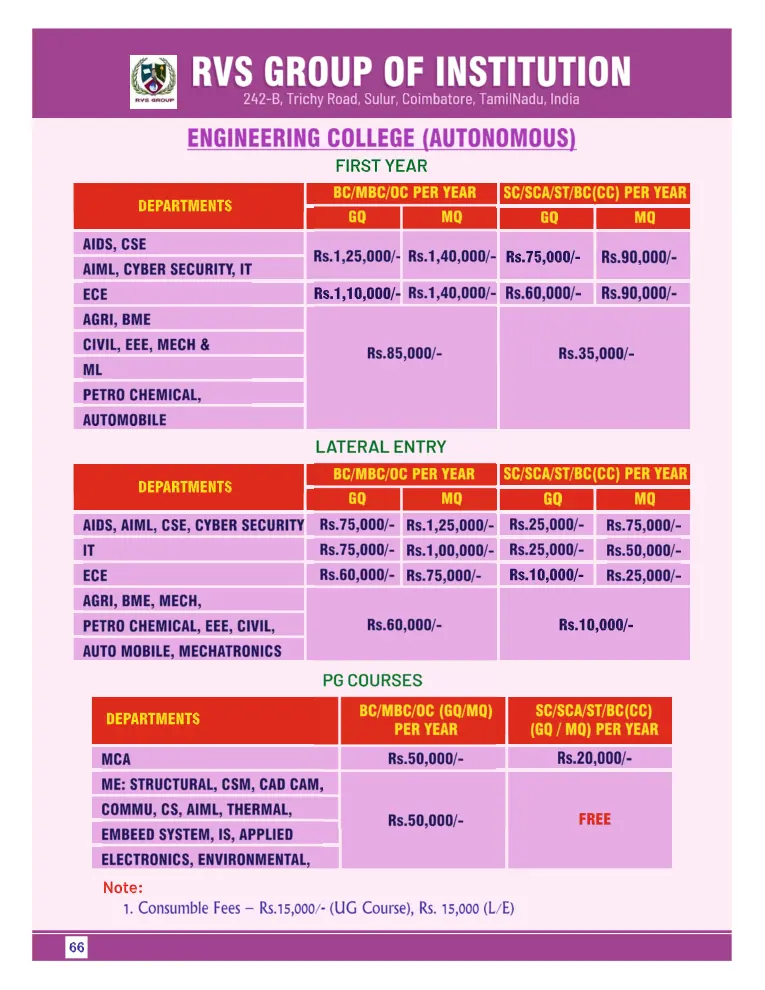 RVS GROUP OF INSTITUTION
RVS GROUP
242-B, Trichy Road, Sulur, Coimbatore, TamilNadu, India
ENGINEERING COLLEGE (AUTONOMOUS)
FIRST YEAR
DEPARTMENTS
BC/MBC/OC PER YEAR SC/SCA/ST/BC(CC) PER YEAR
GQ MQ GQ MQ
AIDS, CSE
AIML, CYBER SECURITY, IT
Rs.1,25,000/- Rs.1,40,000/- Rs.75,000/- Rs.90,000/-
ECE Rs.1,10,000/- Rs.1,40,000/- Rs.60,000/- Rs.90,000/-
AGRI, BME
CIVIL, EEE, MECH &
ML
PETRO CHEMICAL,
AUTOMOBILE
Rs.85,000/- Rs.35,000/-
LATERAL ENTRY
DEPARTMENTS
BC/MBC/OC PER YEAR SC/SCA/ST/BC(CC) PER YEAR
GQ MQ GQ MQ
AIDS, AIML, CSE, CYBER SECURITY Rs.75,000/- Rs.1,25,000/- Rs.25,000/- Rs.75,000/-
IT Rs.75,000/- Rs.1,00,000/- Rs.25,000/- Rs.50,000/-
ECE Rs.60,000/- Rs.75,000/- Rs.10,000/- Rs.25,000/-
AGRI, BME, MECH,
PETRO CHEMICAL, EEE, CIVIL,
AUTO MOBILE, MECHATRONICS
Rs.60,000/- Rs.10,000/-
PG COURSES
DEPARTMENTS
BC/MBC/OC (GQ/MQ)
PER YEAR
SC/SCA/ST/BC(CC)
(GQ / MQ) PER YEAR
MCA Rs.50,000/- Rs.20,000/-
ME: STRUCTURAL, CSM, CAD CAM,
COMMU, CS, AIML, THERMAL,
EMBEED SYSTEM, IS, APPLIED
ELECTRONICS, ENVIRONMENTAL,
Rs.50,000/- FREE
Note:
1. Consumble Fees – Rs.15,000/- (UG Course), Rs. 15,000 (L/E)
66